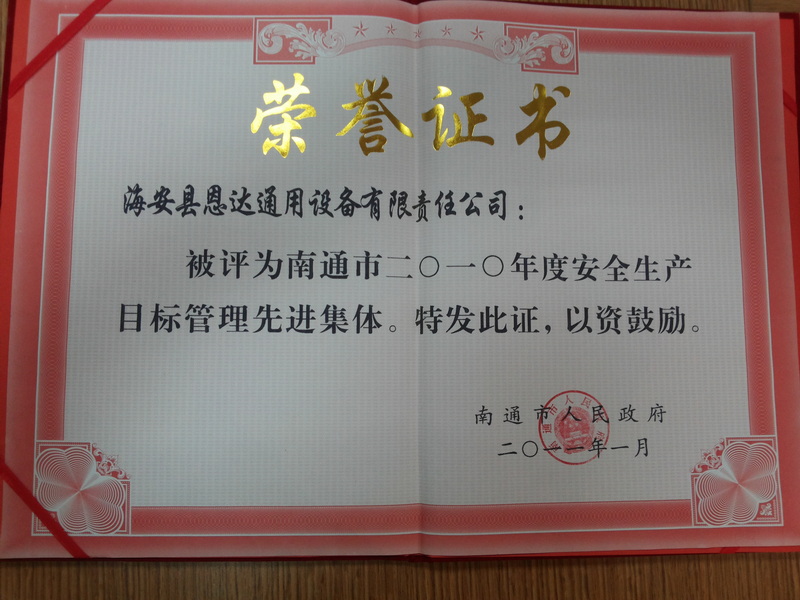 荣誉证书
海安县恩达通用设备有限责任公司：
被评为南通市二〇一〇年度安全生产
目标管理先进集体。特发此证，以资鼓励。
南通市人民政府
二〇一一年一月